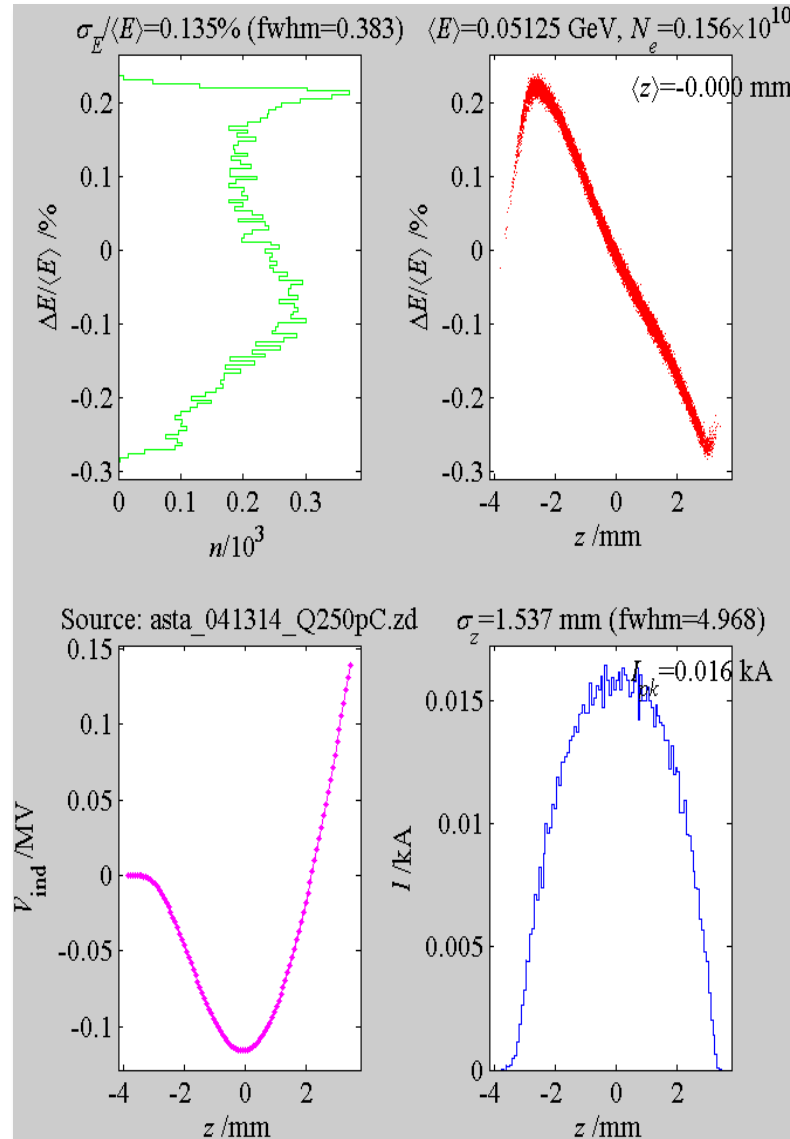 σE/⟨E⟩=0.135% (fwhm=0.383)
⟨E⟩=0.05125 GeV, Ne=0.156×10^10
⟨z⟩=-0.000 mm
0.2
0.1
0
-0.1
-0.2
-0.3
ΔE/⟨E⟩ /%
0 0.1 0.2 0.3
n/10^3
0.2
0.1
0
-0.1
-0.2
-0.3
ΔE/⟨E⟩ /%
-4 -2 0 2
z /mm
Source: asta_041314_Q250pC.zd
σz=1.537 mm (fwhm=4.968)
Ipk=0.016 kA
0.15
0.1
0.05
0
-0.05
-0.1
Vind /MV
-4 -2 0 2
z /mm
0.015
0.01
0.005
0
I /kA
-4 -2 0 2
z /mm